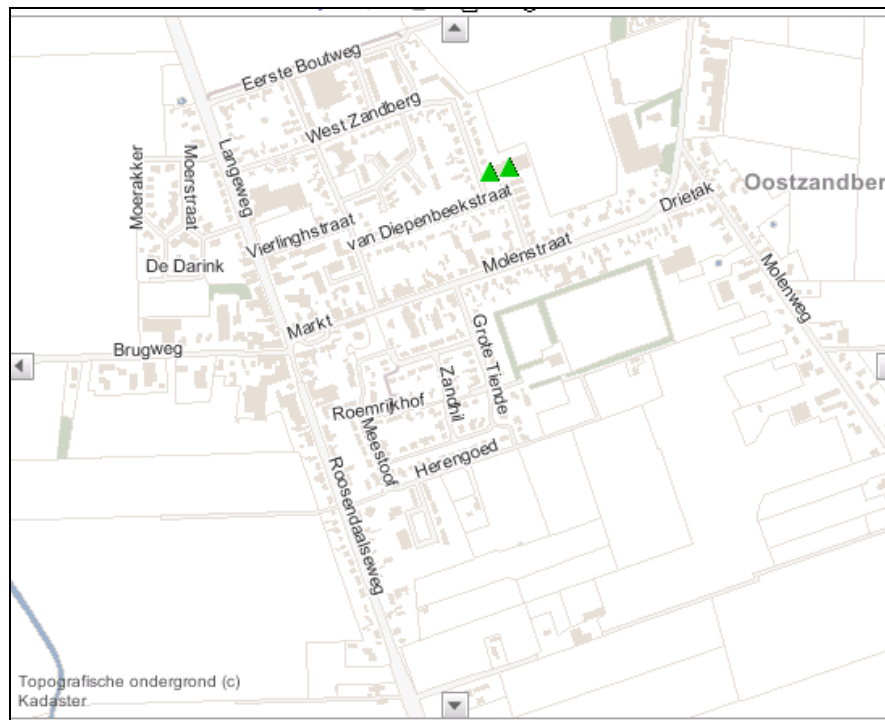 Eerste Boutweg
West Zandberg
Langeweg
Moerakker
Moerstraat
Oostzandber
van Diepenbeekstraat
Vierlinghstraat
Drietak
Molenstraat
De Darink
Molenweg
Markt
Brugweg
Grote Tiende
Zandhil
Roemrijkhof
Meestoof
Herengoed
Roosendaalseweg
Topografische ondergrond (c)
Kadaster